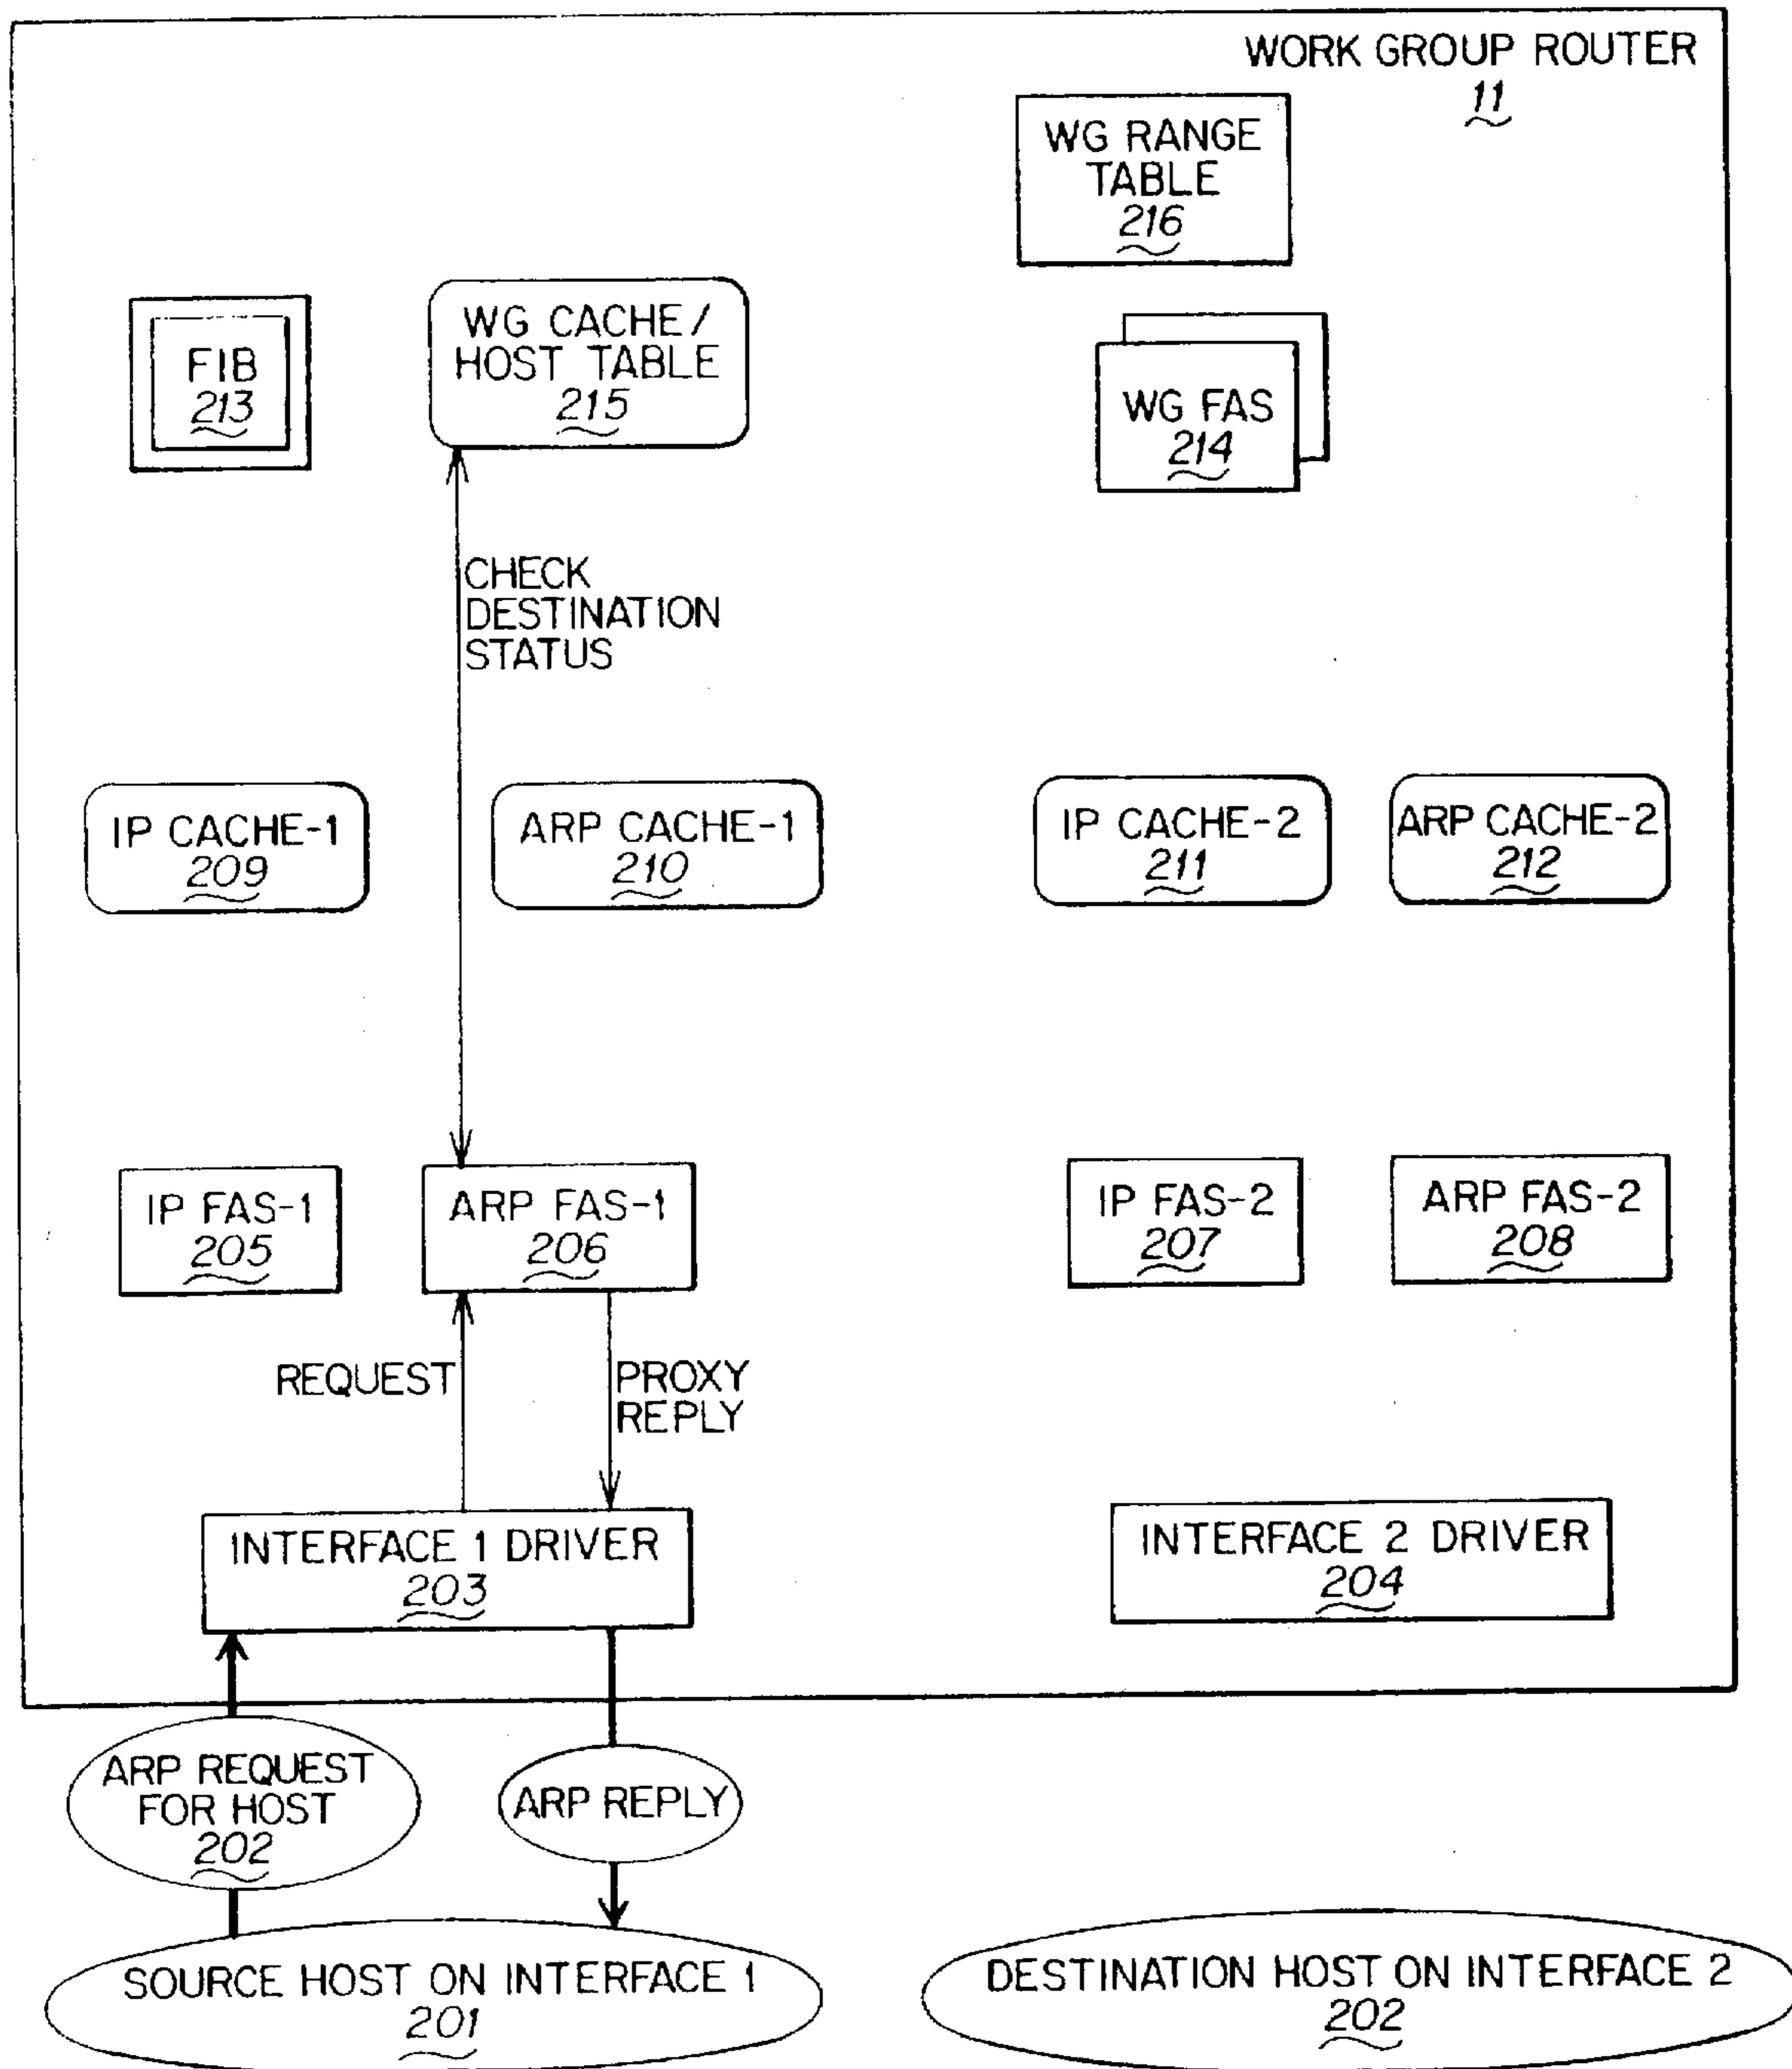 WORK GROUP ROUTER
11
WG RANGE
TABLE
216
FIB
213
WG CACHE/
HOST TABLE
215
WG FAS
214
CHECK
DESTINATION
STATUS
IP CACHE-1
209
ARP CACHE-1
210
IP CACHE-2
211
ARP CACHE-2
212
IP FAS-1
205
ARP FAS-1
206
IP FAS-2
207
ARP FAS-2
208
REQUEST
PROXY
REPLY
INTERFACE 1 DRIVER
203
INTERFACE 2 DRIVER
204
ARP REQUEST
FOR HOST
202
ARP REPLY
SOURCE HOST ON INTERFACE 1
201
DESTINATION HOST ON INTERFACE 2
202